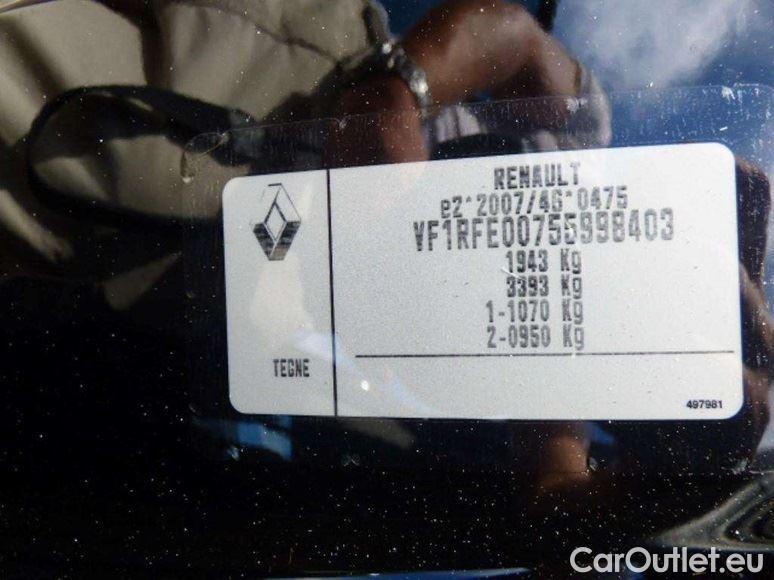 RENAULT
e2*2007/46*0475
VF1RFE00755998403
1943 Kg
3393 Kg
1-1070 Kg
2-0950 Kg
TEGNE
497981
CarOutlet.eu